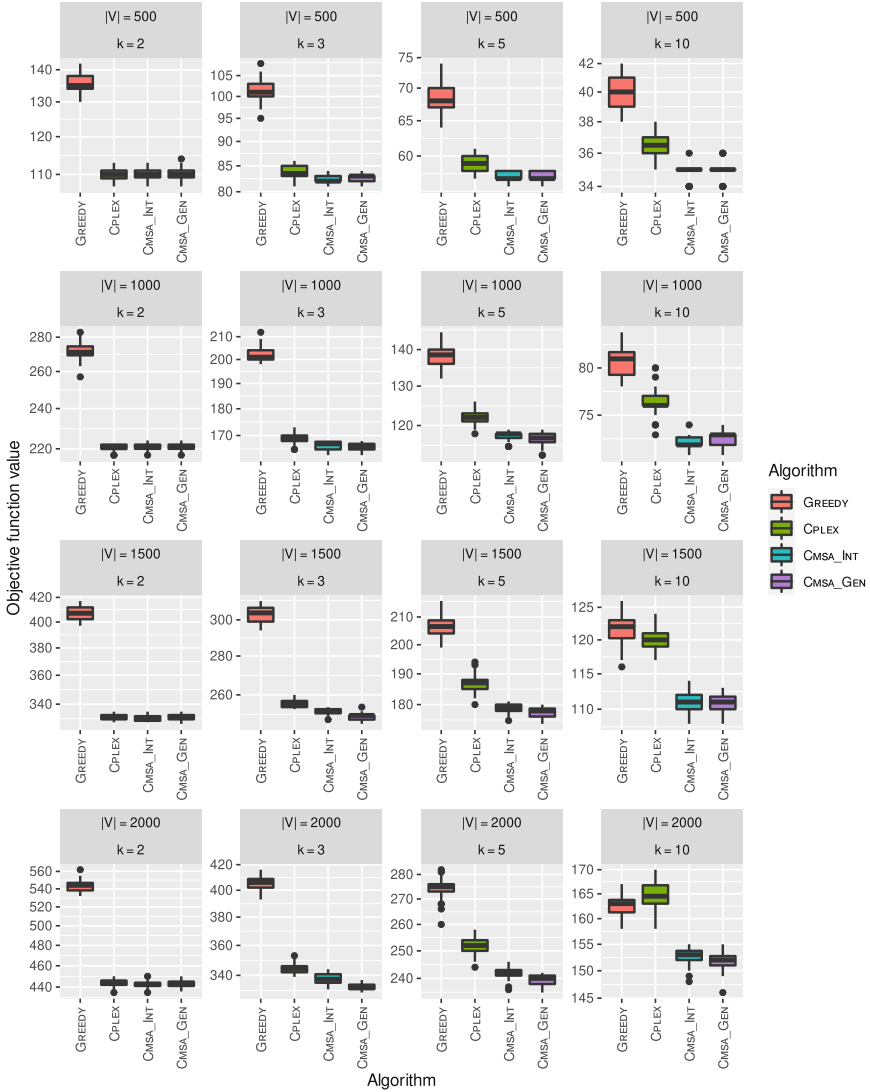 |V| = 500
k = 2
140
130
120
110
GREEDY
CPLEX
CMSA_INT
CMSA_GEN
|V| = 500
k = 3
105
100
95
90
85
80
GREEDY
CPLEX
CMSA_INT
CMSA_GEN
|V| = 500
k = 5
75
70
65
60
GREEDY
CPLEX
CMSA_INT
CMSA_GEN
|V| = 500
k = 10
42
40
38
36
34
GREEDY
CPLEX
CMSA_INT
CMSA_GEN
|V| = 1000
k = 2
280
260
240
220
GREEDY
CPLEX
CMSA_INT
CMSA_GEN
|V| = 1000
k = 3
210
200
190
180
170
GREEDY
CPLEX
CMSA_INT
CMSA_GEN
|V| = 1000
k = 5
140
130
120
GREEDY
CPLEX
CMSA_INT
CMSA_GEN
|V| = 1000
k = 10
80
75
GREEDY
CPLEX
CMSA_INT
CMSA_GEN
|V| = 1500
k = 2
420
400
380
360
340
GREEDY
CPLEX
CMSA_INT
CMSA_GEN
|V| = 1500
k = 3
300
260
GREEDY
CPLEX
CMSA_INT
CMSA_GEN
|V| = 1500
k = 5
210
200
190
180
GREEDY
CPLEX
CMSA_INT
CMSA_GEN
|V| = 1500
k = 10
125
120
115
110
GREEDY
CPLEX
CMSA_INT
CMSA_GEN
|V| = 2000
k = 2
560
540
520
500
480
460
440
GREEDY
CPLEX
CMSA_INT
CMSA_GEN
|V| = 2000
k = 3
420
400
380
360
340
GREEDY
CPLEX
CMSA_INT
CMSA_GEN
|V| = 2000
k = 5
280
270
260
250
240
GREEDY
CPLEX
CMSA_INT
CMSA_GEN
|V| = 2000
k = 10
170
165
160
155
150
145
GREEDY
CPLEX
CMSA_INT
CMSA_GEN
Objective function value
Algorithm
Algorithm
GREEDY
CPLEX
CMSA_INT
CMSA_GEN